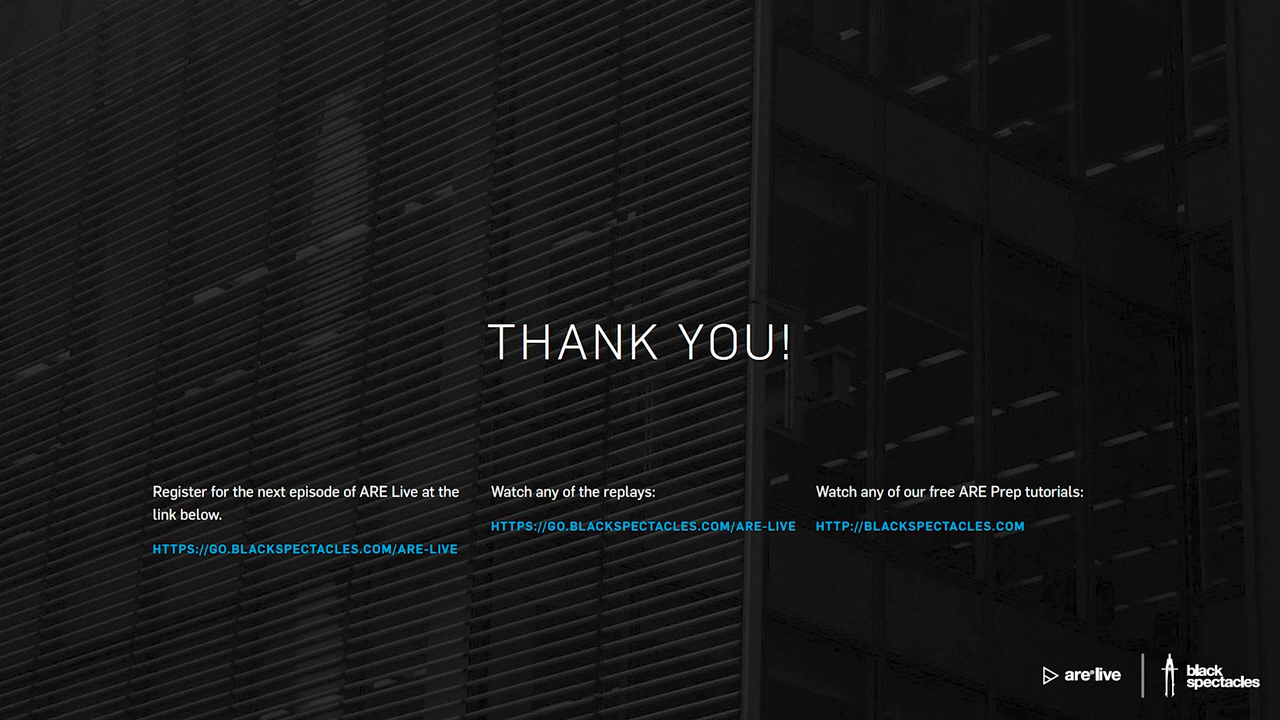 THANK YOU!
Register for the next episode of ARE Live at the
link below.
HTTPS://GO.BLACKSPECTACLES.COM/ARE-LIVE
Watch any of the replays:
HTTPS://GO.BLACKSPECTACLES.COM/ARE-LIVE
Watch any of our free ARE Prep tutorials:
HTTP://BLACKSPECTACLES.COM
are®live
black
spectacles